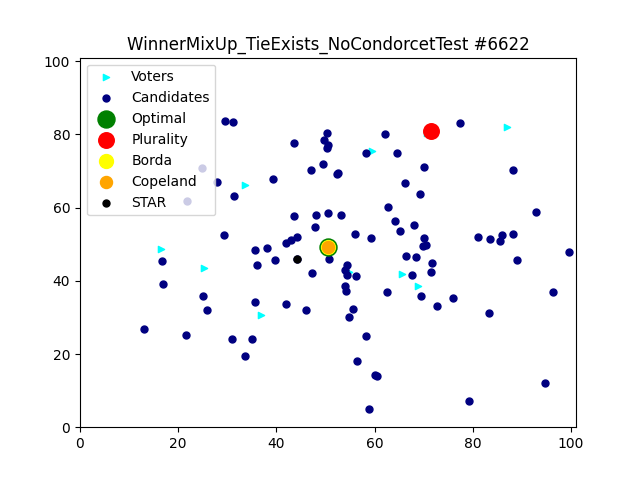 WinnerMixUp_TieExists_NoCondorcetTest #6622
Voters
Candidates
Optimal
Plurality
Borda
Copeland
STAR
100
80
60
40
20
0
0 20 40 60 80 100